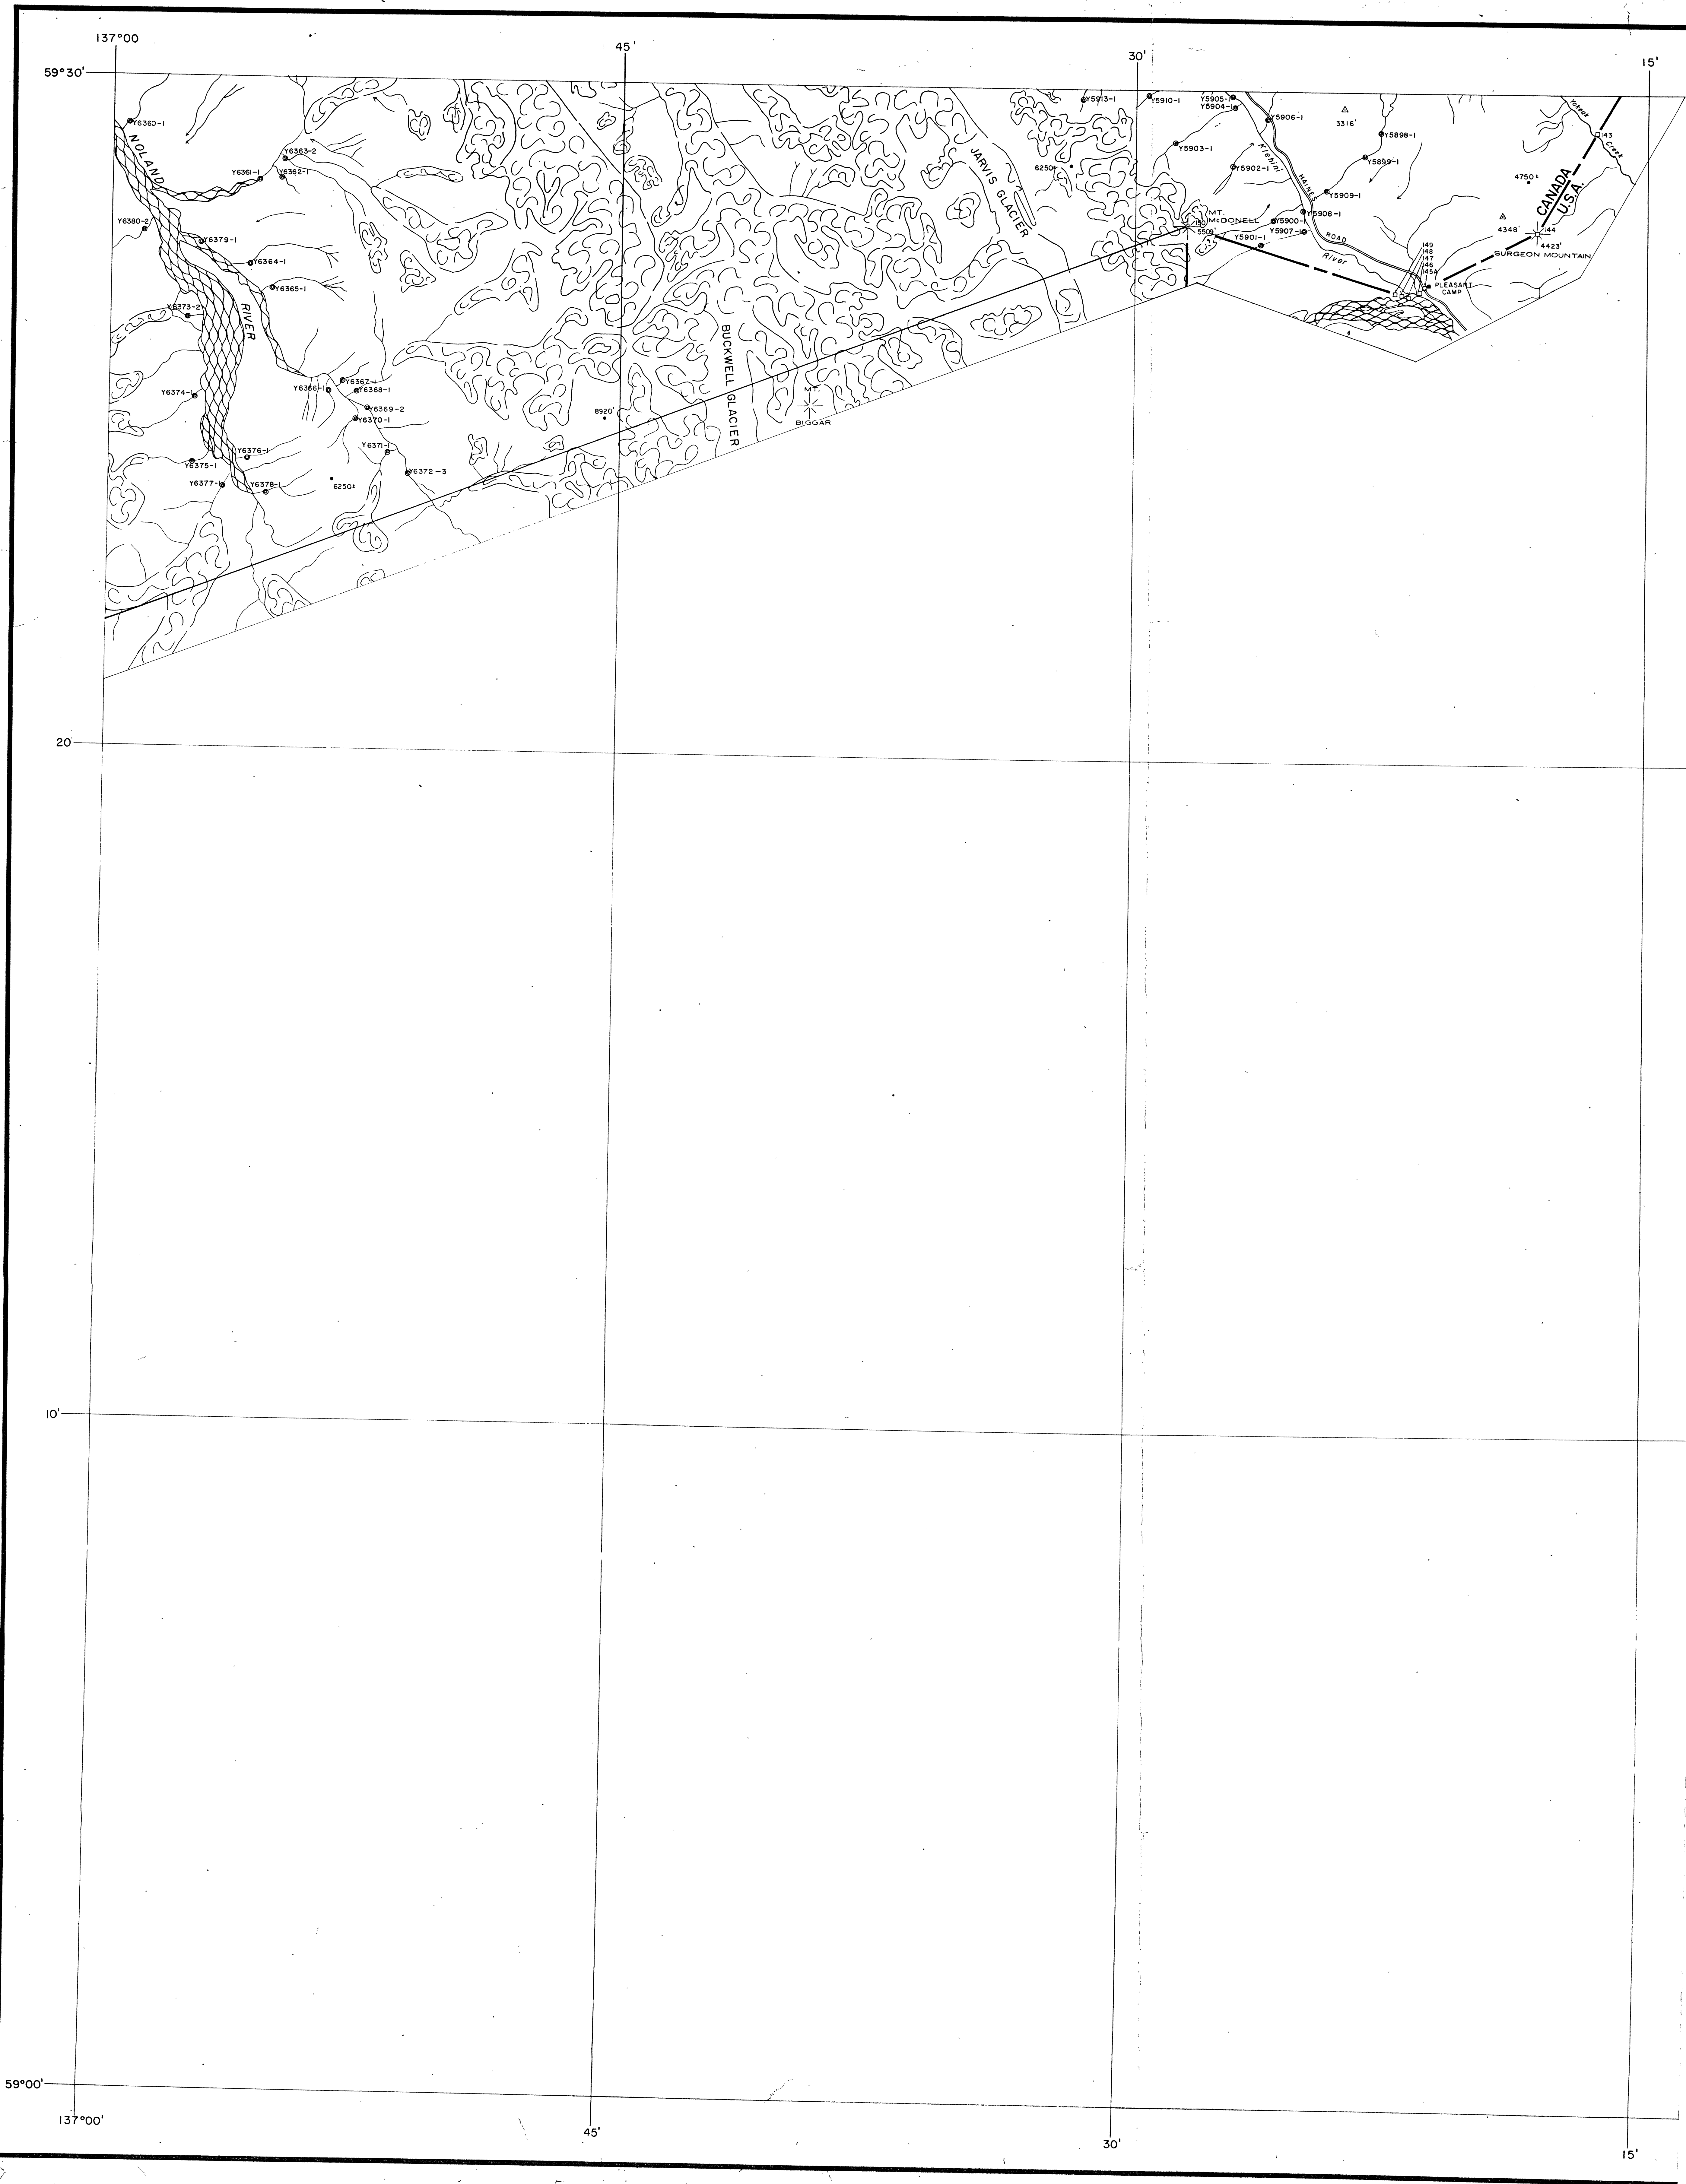 137°00
45'
30'
15'
59°30'
Y5913-1
Y5910-1
Y5905-1
Y5904-1
3316'
Yokeak
Creek
Y6360-1
Y5906-1
Y5898-1
143
NOLAND
RIVER
Y6363-2
Y6361-1
Y6362-1
JARVIS GLACIER
6250±
Y5903-1
Y5902-1
Klehini
River
HAINES
ROAD
Y5899-1
4750±
CANADA
U.S.A.
Y5909-1
Y6380-2
Y6379-1
MT.
McDONELL
150
5509'
Y5908-1
Y5900-1
Y5907-1
Y5901-1
4348'
144
4423'
SURGEON MOUNTAIN
Y6364-1
149
148
147
146
145A
Y6365-1
PLEASANT
CAMP
Y6373-2
BUCKWELL GLACIER
Y6367-1
Y6366-1
Y6368-1
Y6374-1
Y6369-2
Y6370-1
8920'
MT.
BIGGAR
Y6371-1
Y6376-1
Y6375-1
Y6372-3
Y6377-1
Y6378-1
6250±
20'
10'
59°00'
137°00'
45'
30'
15'